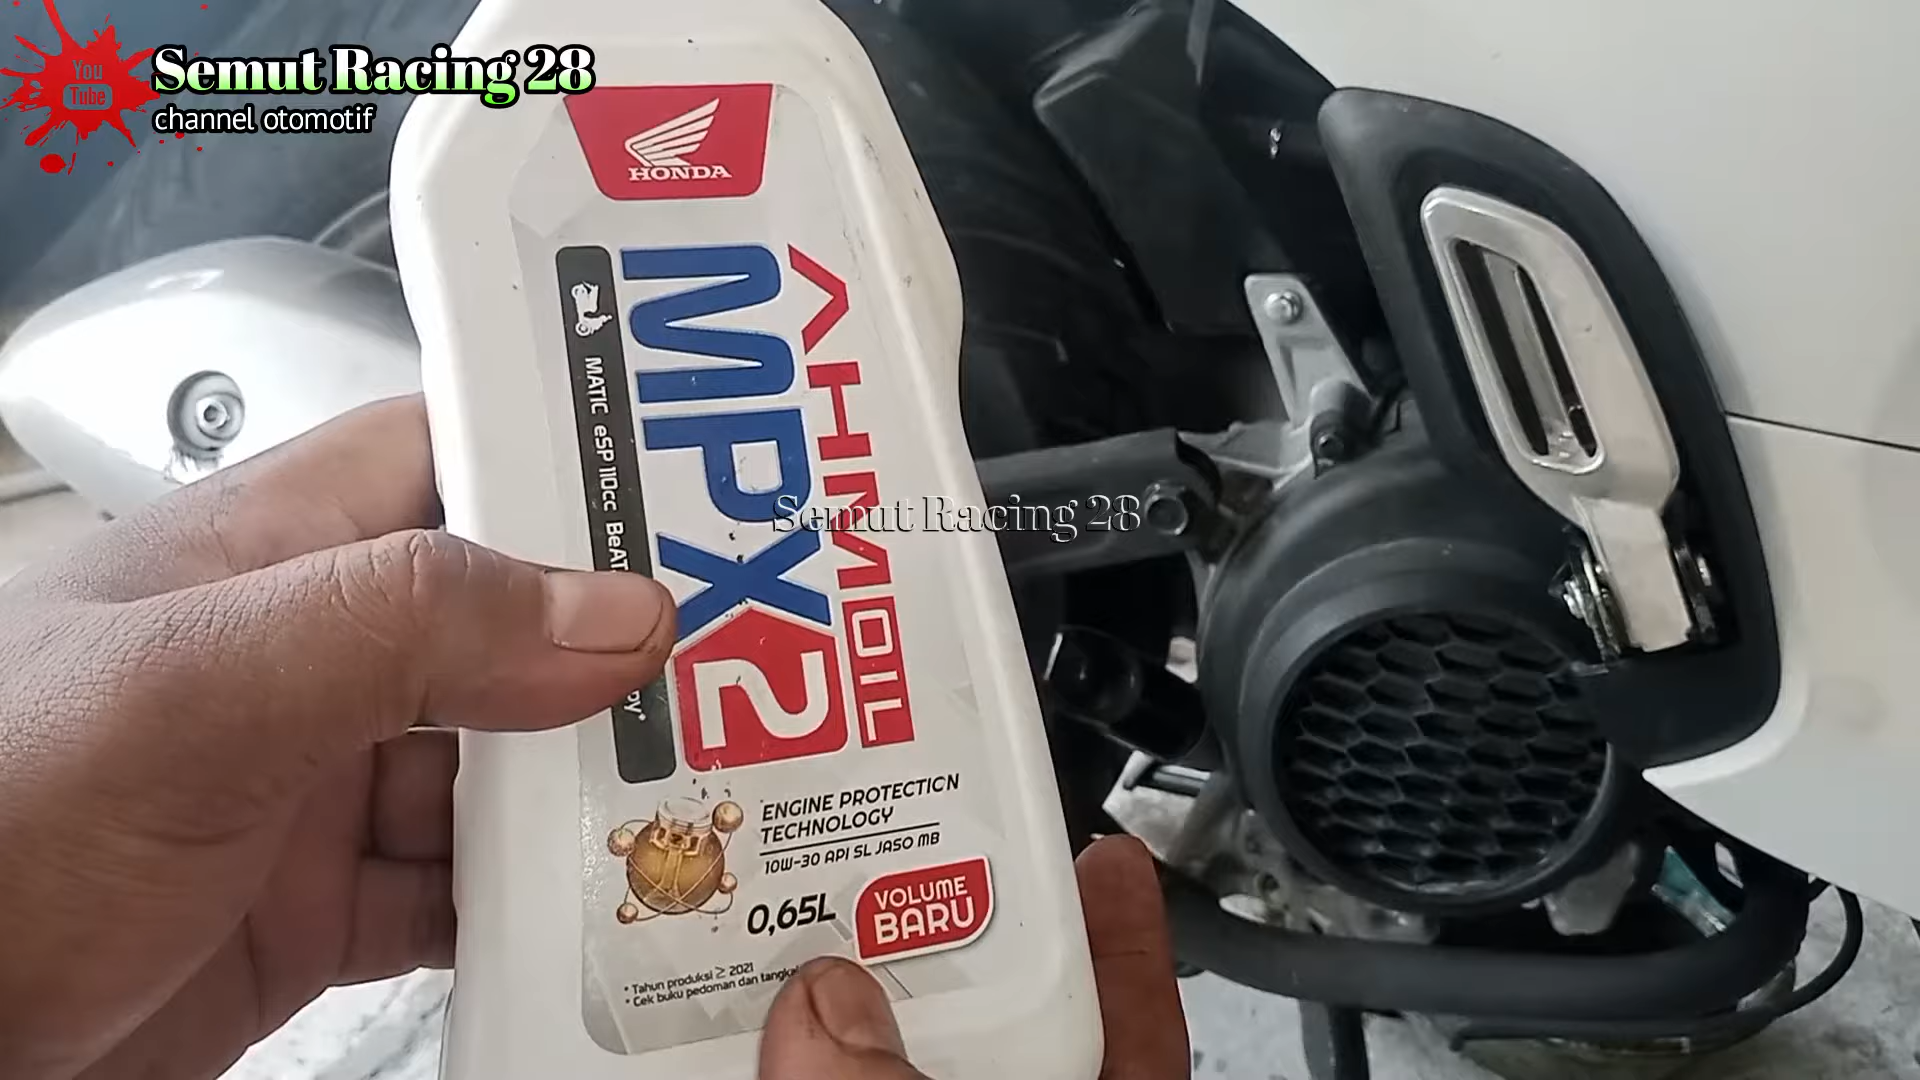 You
Tube
Semut Racing 28
channel otomotif
HONDA
AHM OIL
MPX2
MATIC eSP 110cc BeAT
Semut Racing 28
ENGINE PROTECTION
TECHNOLOGY
10W-30 API SL JASO MB
0,65L
VOLUME
BARU
* Tahun produksi ≥ 2021
* Cek buku pedoman dan